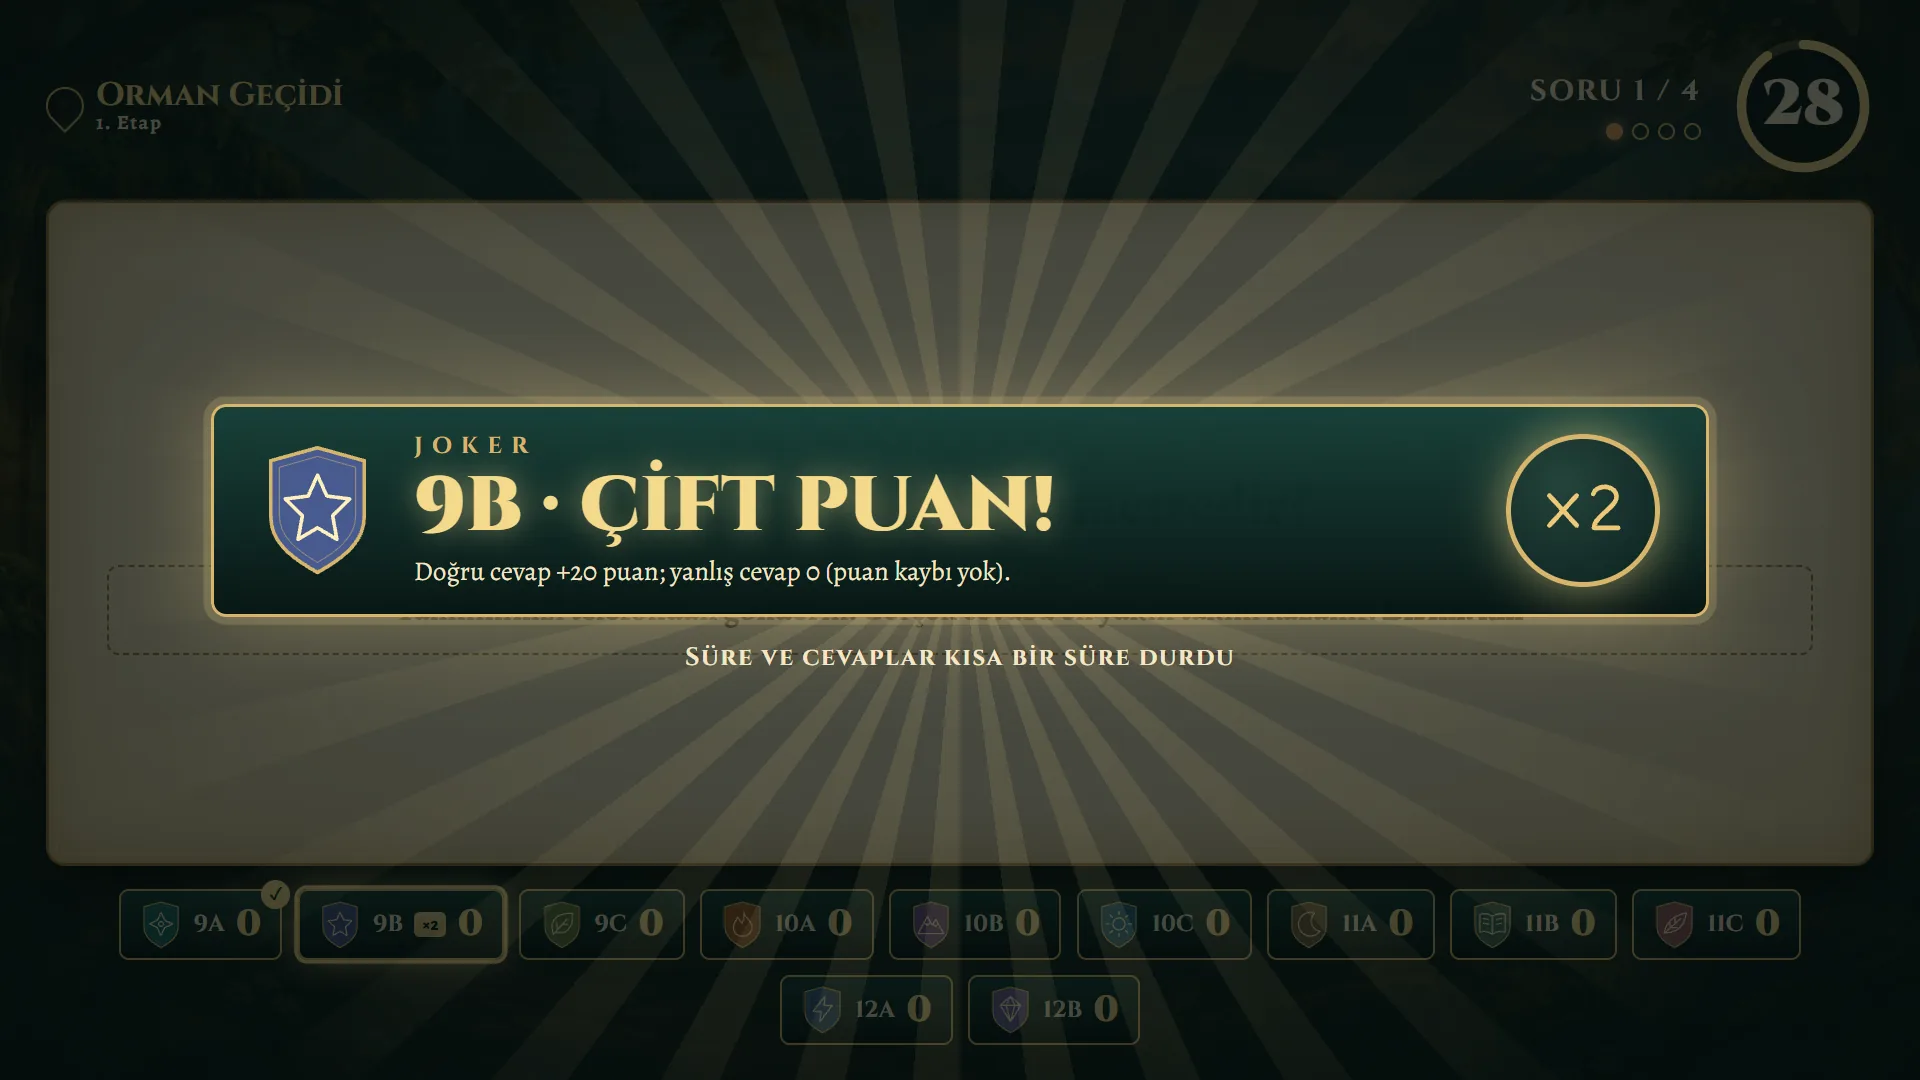 Orman Geçidi
1. Etap
SORU 1 / 4
28
JOKER
9B · ÇİFT PUAN!
Doğru cevap +20 puan; yanlış cevap 0 (puan kaybı yok).
×2
Süre ve cevaplar kısa bir süre durdu
9A 0
9B ×2 0
9C 0
10A 0
10B 0
10C 0
11A 0
11B 0
11C 0
12A 0
12B 0